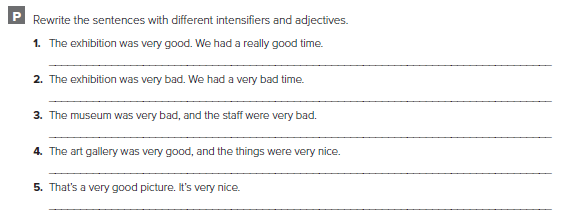 P Rewrite the sentences with different intensifiers and adjectives.
1. The exhibition was very good. We had a really good time.
2. The exhibition was very bad. We had a very bad time.
3. The museum was very bad, and the staff were very bad.
4. The art gallery was very good, and the things were very nice.
5. That's a very good picture. It's very nice.